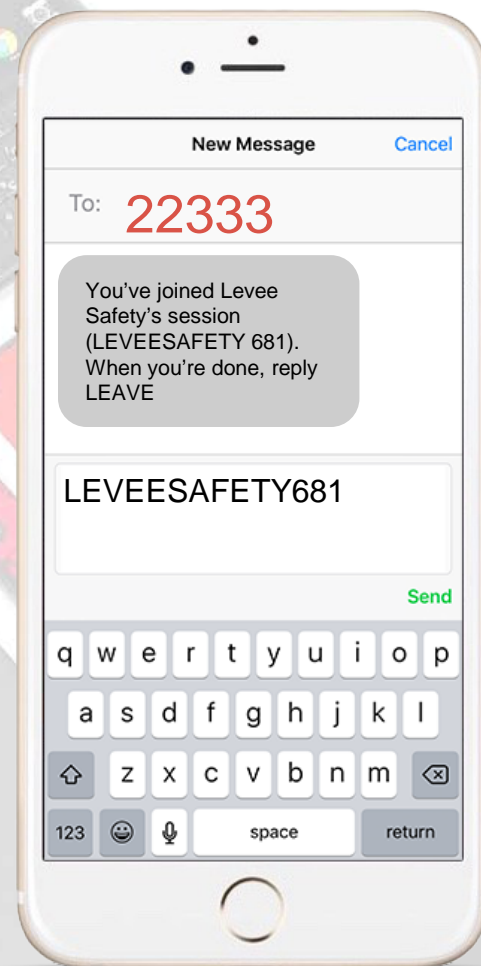 New Message Cancel
To: 22333
You’ve joined Levee
Safety’s session
(LEVEESAFETY 681).
When you’re done, reply
LEAVE
LEVEESAFETY681
Send
q w e r t y u i o p
a s d f g h j k l
z x c v b n m
123 space return